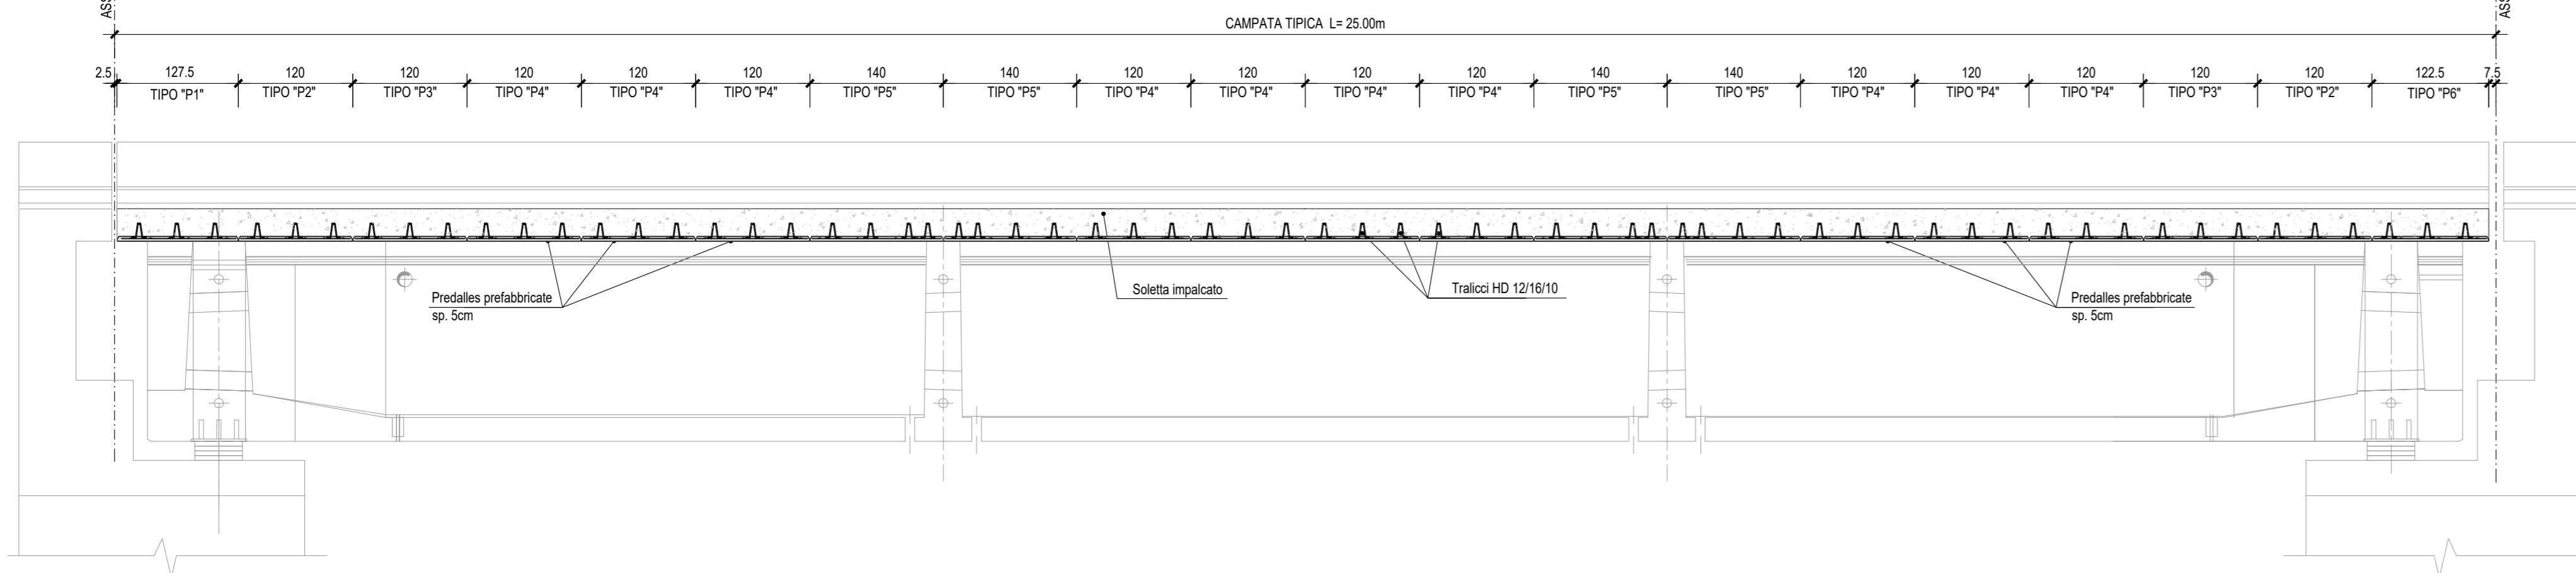 ASS
ASS
CAMPATA TIPICA L= 25.00m
2.5 127.5 120 120 120 120 120 140 140 120 120 120 120 140 140 120 120 120 120 120 122.5 7.5
TIPO "P1" TIPO "P2" TIPO "P3" TIPO "P4" TIPO "P4" TIPO "P4" TIPO "P5" TIPO "P5" TIPO "P4" TIPO "P4" TIPO "P4" TIPO "P4" TIPO "P5" TIPO "P5" TIPO "P4" TIPO "P4" TIPO "P4" TIPO "P3" TIPO "P2" TIPO "P6"
Predalles prefabbricate
sp. 5cm
Soletta impalcato
Tralicci HD 12/16/10
Predalles prefabbricate
sp. 5cm